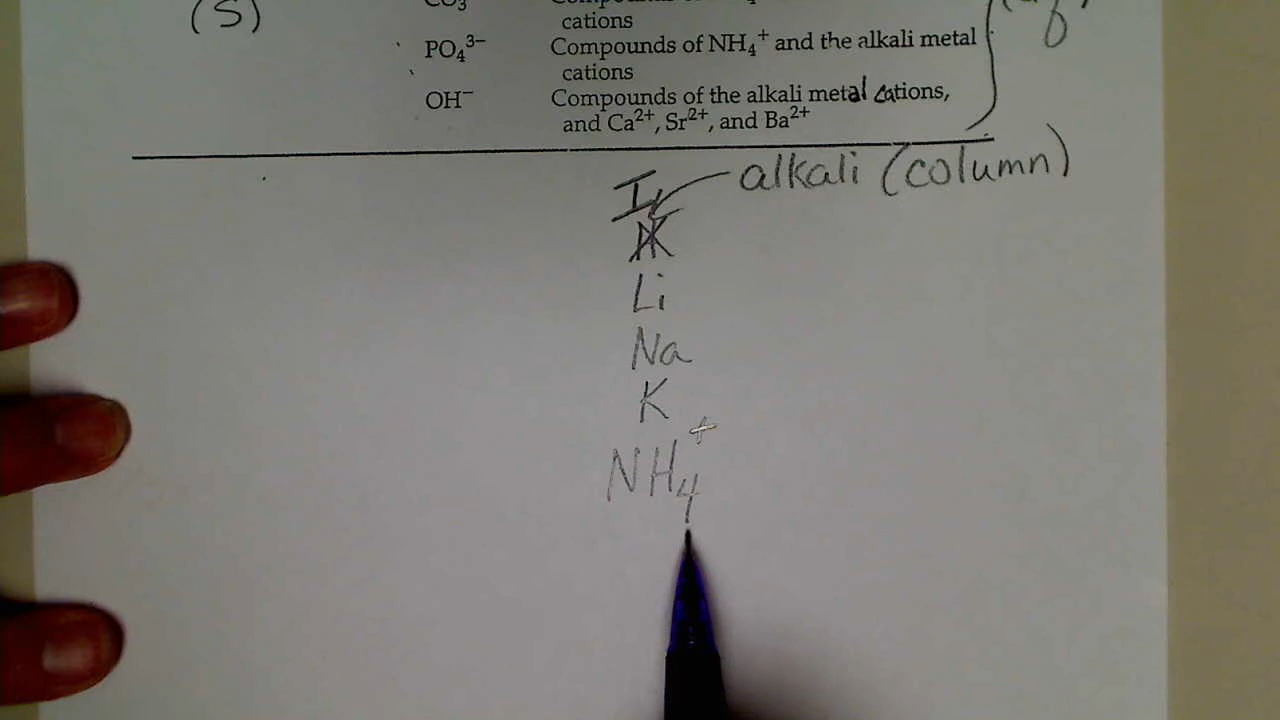 (s)
CO3
cations
PO₄³⁻ Compounds of NH₄⁺ and the alkali metal
cations
OH⁻ Compounds of the alkali metal cations,
and Ca²⁺, Sr²⁺, and Ba²⁺
I alkali (column)
Li
Na
K
NH₄⁺